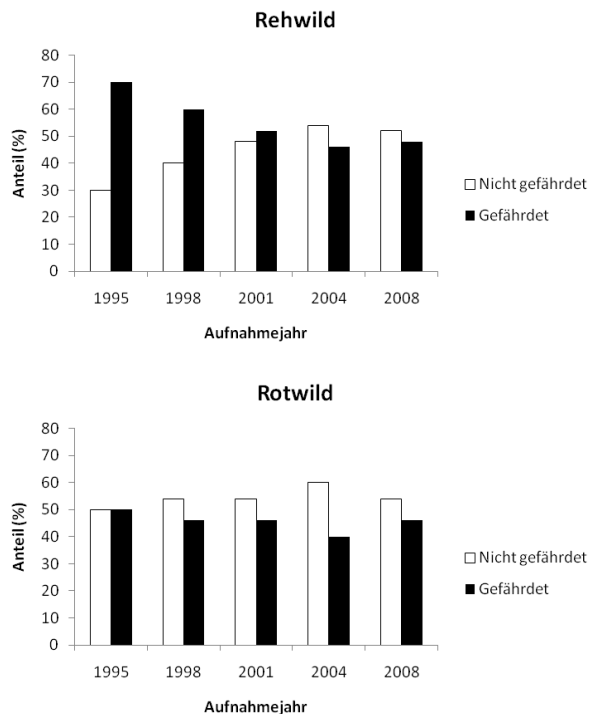 Rehwild
80
70
60
50
40
30
20
10
0
Anteil (%)
1995 1998 2001 2004 2008
Aufnahmejahr
Nicht gefährdet
Gefährdet
Rotwild
80
70
60
50
40
30
20
10
0
Anteil (%)
1995 1998 2001 2004 2008
Aufnahmejahr
Nicht gefährdet
Gefährdet